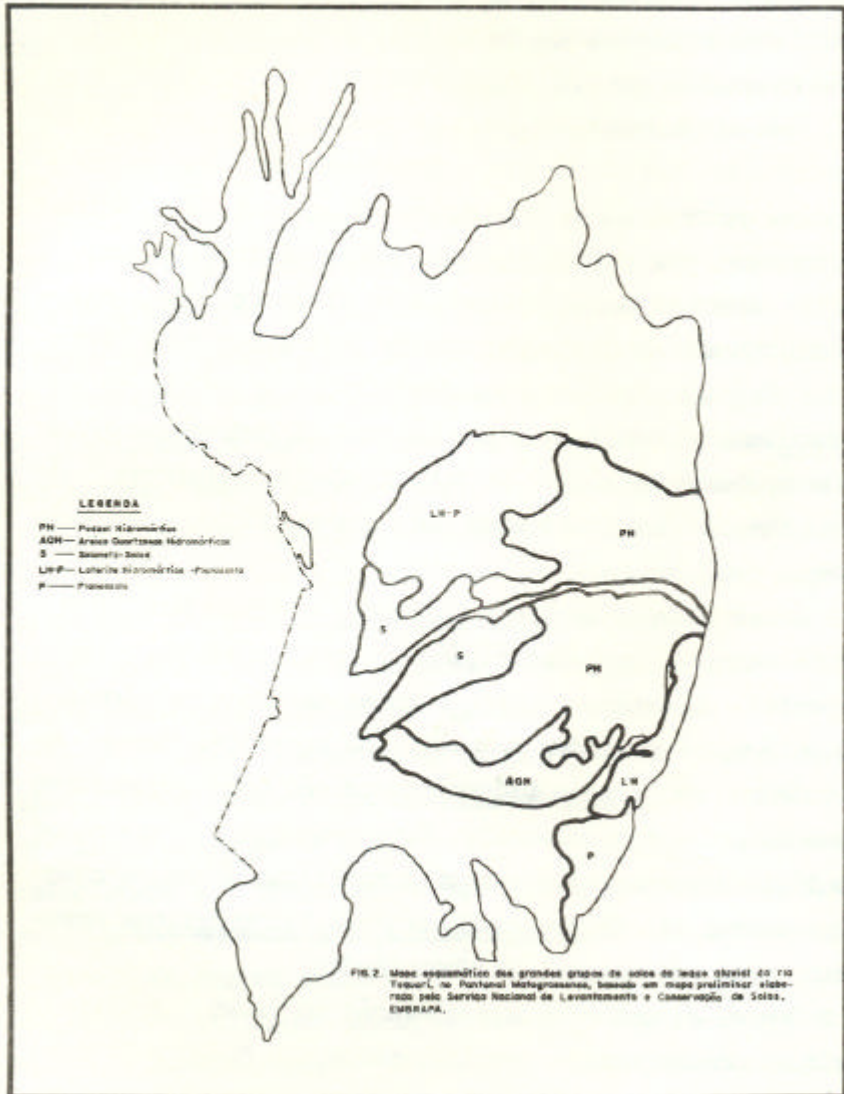 LEGENDA
PH — Podzol Hidromórfico
AQH — Areias Quartzosas Hidromórficas
S — Solonetz-Solod
LH-P — Laterita Hidromórfica - Planossolo
P — Planossolo
LH-P
PH
S
S
PH
AQH
LH
P
FIG. 2. Mapa esquemático dos grandes grupos de solos do leque aluvial do rio
Taquari, no Pantanal Matogrossense, baseado em mapa preliminar elabo-
rado pelo Serviço Nacional de Levantamento e Conservação de Solos.
EMBRAPA.